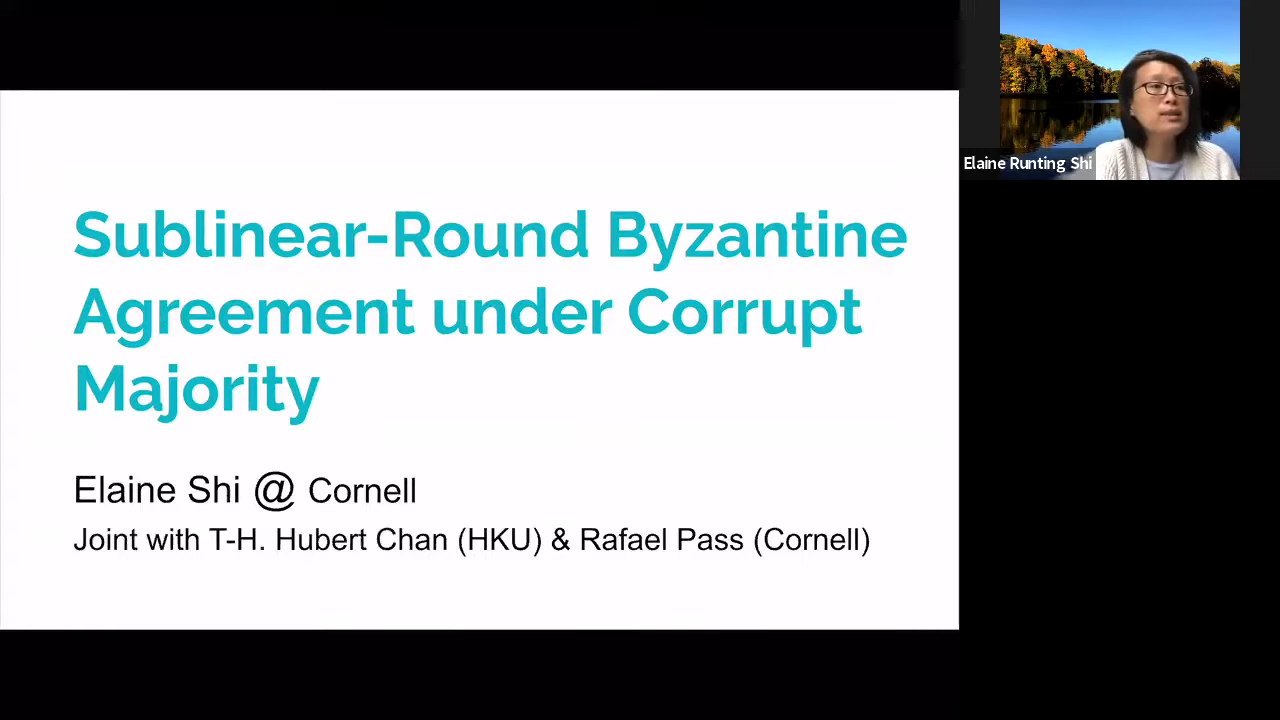 Sublinear-Round Byzantine
Agreement under Corrupt
Majority
Elaine Shi @ Cornell
Joint with T-H. Hubert Chan (HKU) & Rafael Pass (Cornell)
Elaine Runting Shi